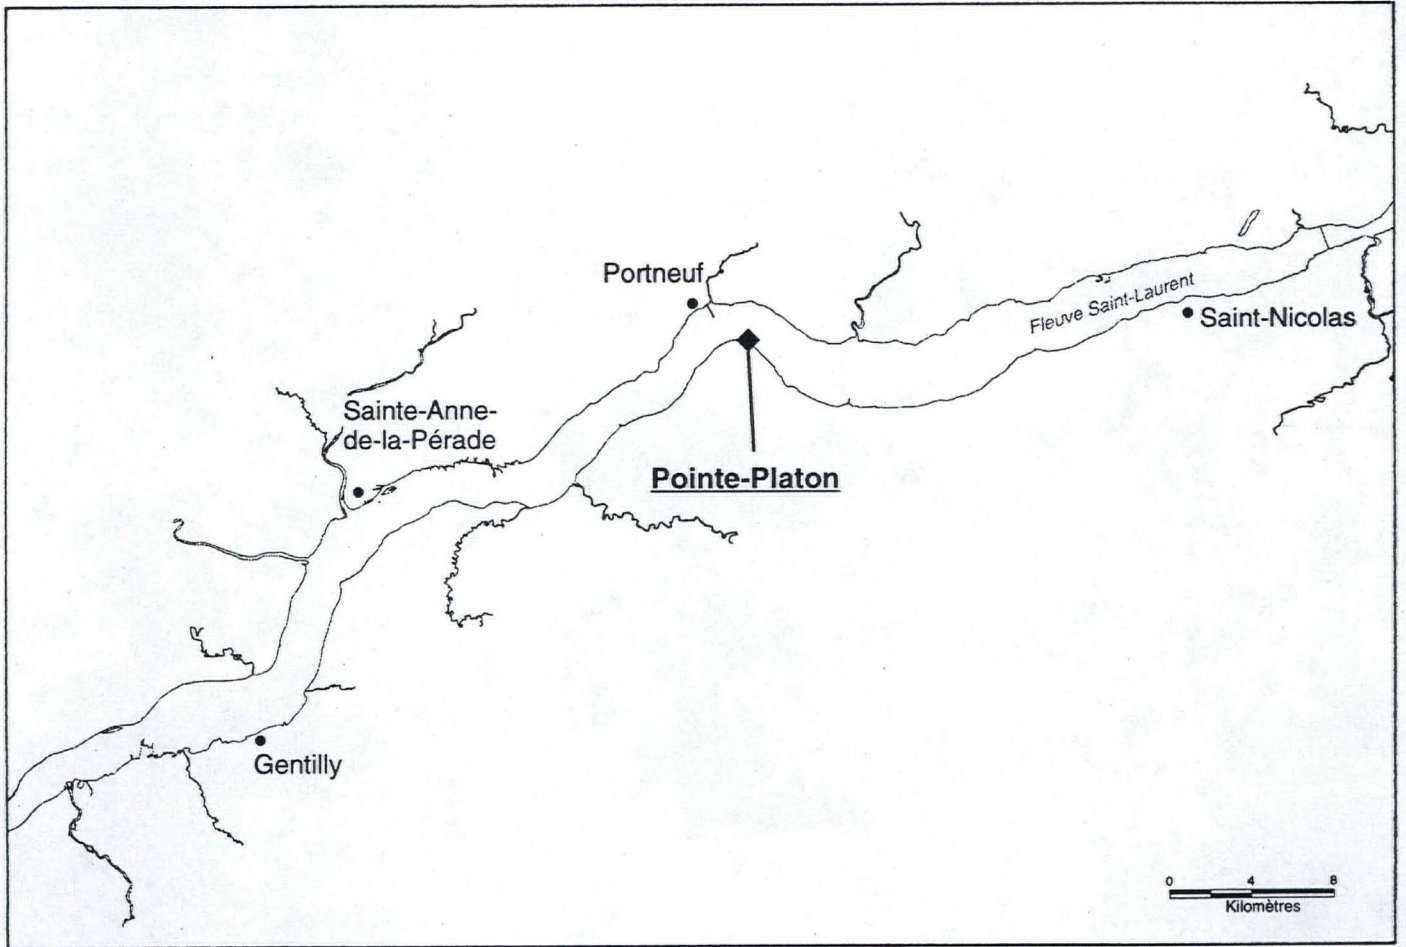 Portneuf
Fleuve Saint-Laurent
Saint-Nicolas
Sainte-Anne-
de-la-Pérade
Pointe-Platon
Gentilly
0 4 8
Kilomètres